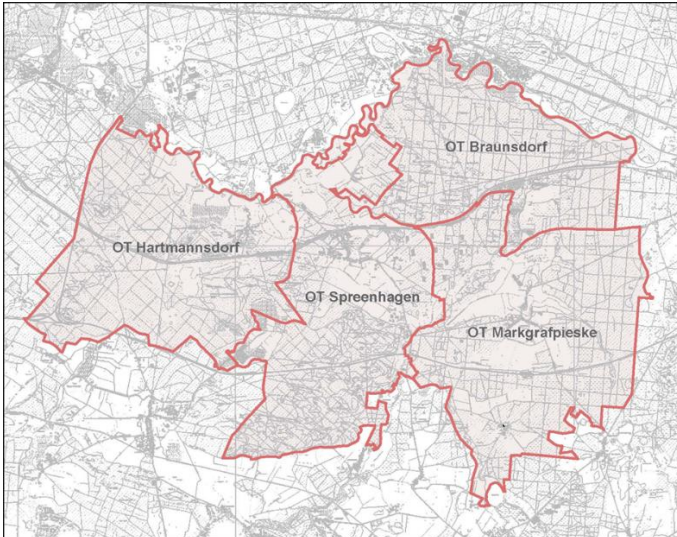 OT Braunsdorf
OT Hartmannsdorf
OT Spreenhagen
OT Markgrafpieske